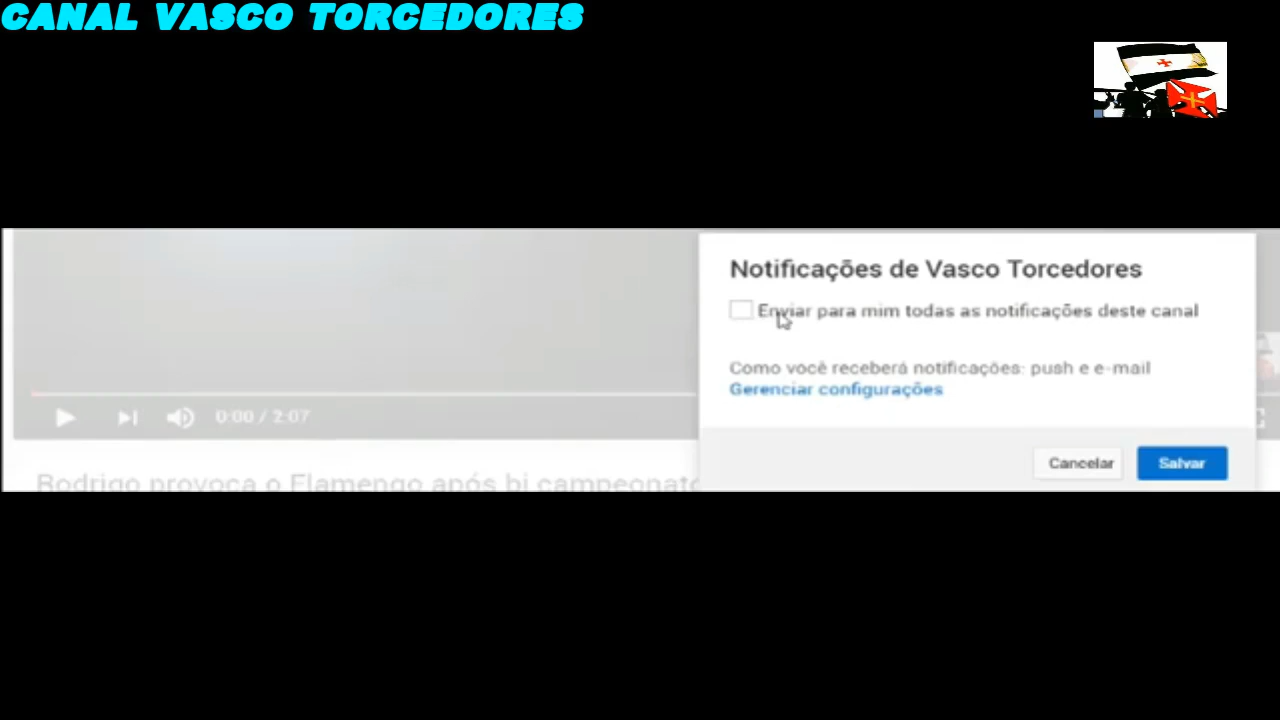 CANAL VASCO TORCEDORES
Notificações de Vasco Torcedores
Enviar para mim todas as notificações deste canal
Como você receberá notificações: push e e-mail
Gerenciar configurações
0:00 / 2:07
Cancelar
Salvar
Rodrigo provoca o Flamengo após bi campeonato